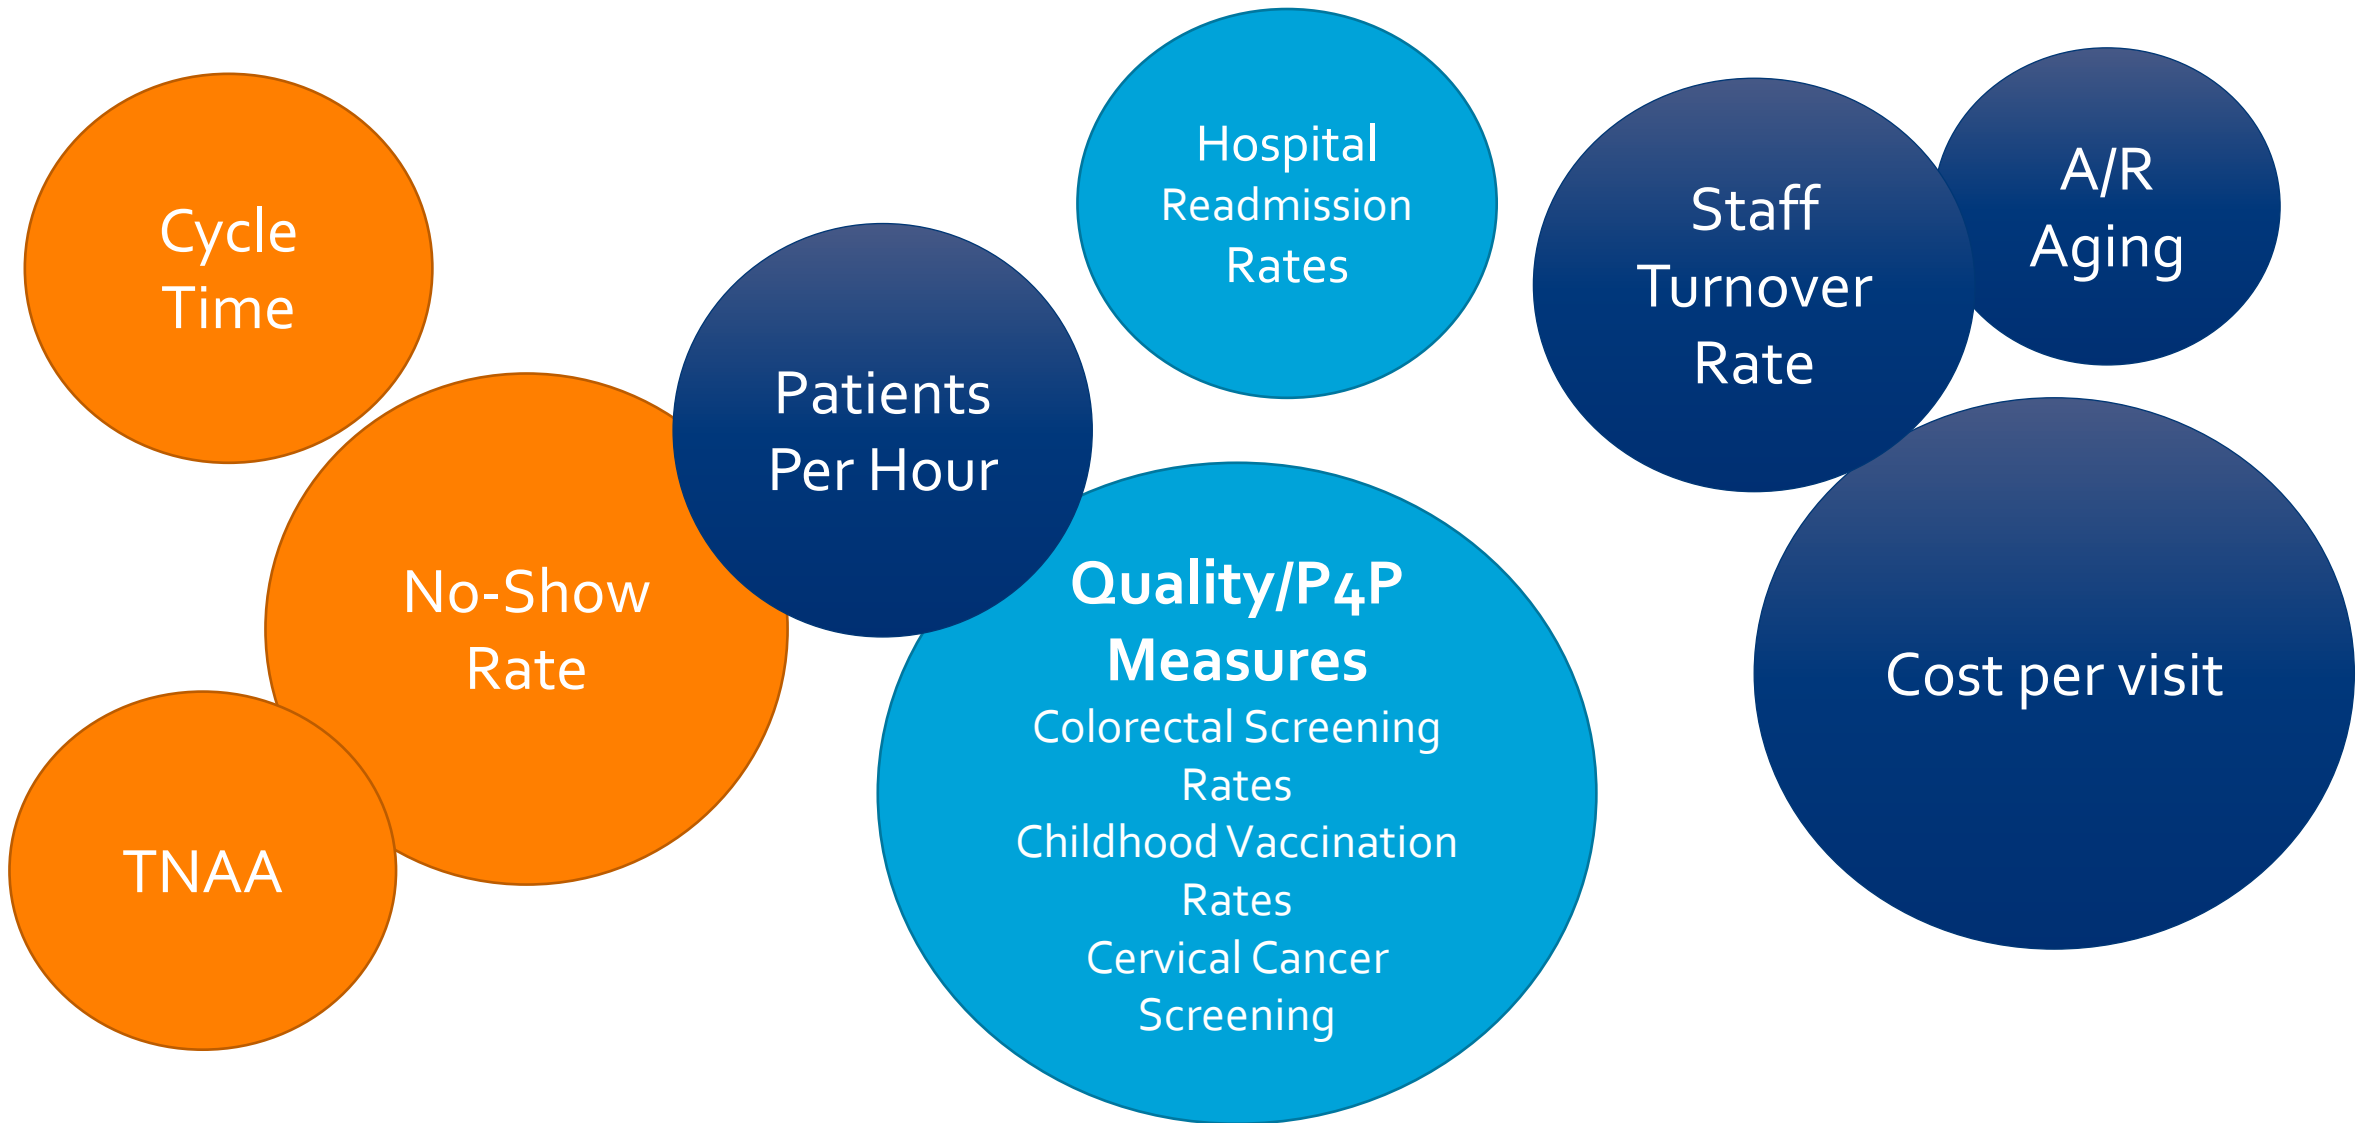 Cycle
Time
No-Show
Rate
TNAA
Patients
Per Hour
Hospital
Readmission
Rates
Quality/P4P
Measures
Colorectal Screening
Rates
Childhood Vaccination
Rates
Cervical Cancer
Screening
Staff
Turnover
Rate
A/R
Aging
Cost per visit